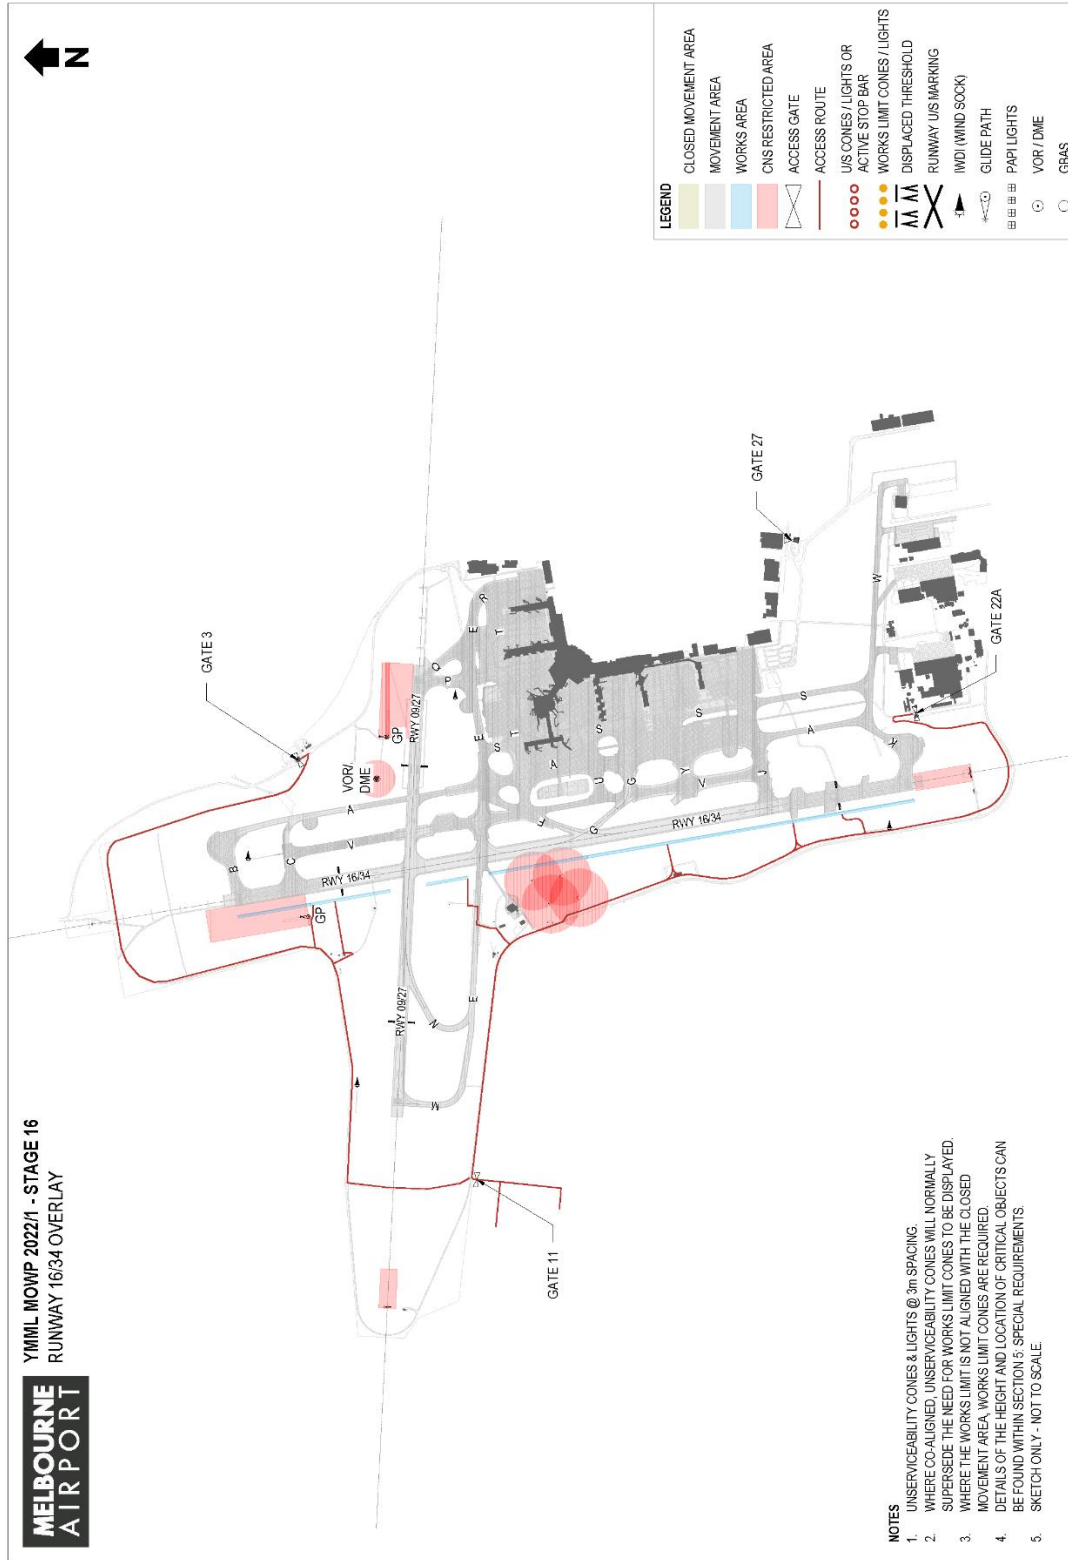 MELBOURNE
AIRPORT
YMML MOWP 2022/1 - STAGE 16
RUNWAY 16/34 OVERLAY
N
GATE 3
GATE 27
GATE 22A
GATE 11
VOR/
DME
GP
GP
RWY 09/27
RWY 09/27
RWY 16/34
RWY 16/34
B
C
A
V
Q
P
E
R
T
E
S
T
A
U
S
G
F
G
Y
V
S
J
A
S
W
K
N
E
M
NOTES
1. UNSERVICEABILITY CONES & LIGHTS @ 3m SPACING.
2. WHERE CO-ALIGNED, UNSERVICEABILITY CONES WILL NORMALLY
SUPERSEDE THE NEED FOR WORKS LIMIT CONES TO BE DISPLAYED.
3. WHERE THE WORKS LIMIT IS NOT ALIGNED WITH THE CLOSED
MOVEMENT AREA, WORKS LIMIT CONES ARE REQUIRED.
4. DETAILS OF THE HEIGHT AND LOCATION OF CRITICAL OBJECTS CAN
BE FOUND WITHIN SECTION 5: SPECIAL REQUIREMENTS.
5. SKETCH ONLY - NOT TO SCALE.
LEGEND
CLOSED MOVEMENT AREA
MOVEMENT AREA
WORKS AREA
CNS RESTRICTED AREA
ACCESS GATE
ACCESS ROUTE
U/S CONES / LIGHTS OR
ACTIVE STOP BAR
WORKS LIMIT CONES / LIGHTS
DISPLACED THRESHOLD
RUNWAY U/S MARKING
IWDI (WIND SOCK)
GLIDE PATH
PAPI LIGHTS
VOR / DME
GBAS